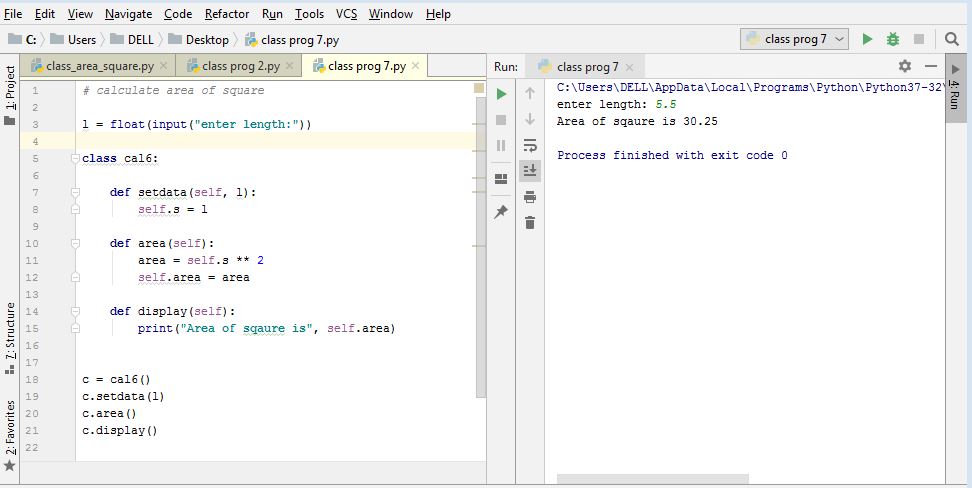 File Edit View Navigate Code Refactor Run Tools VCS Window Help
C: Users DELL Desktop class prog 7.py
class prog 7
class_area_square.py class prog 2.py class prog 7.py
1: Project
7: Structure
2: Favorites
1 # calculate area of square
2
3 l = float(input("enter length:"))
4
5 class cal6:
6
7 def setdata(self, l):
8 self.s = l
9
10 def area(self):
11 area = self.s ** 2
12 self.area = area
13
14 def display(self):
15 print("Area of sqaure is", self.area)
16
17
18 c = cal6()
19 c.setdata(l)
20 c.area()
21 c.display()
22
Run: class prog 7
C:\Users\DELL\AppData\Local\Programs\Python\Python37-32\
enter length: 5.5
Area of sqaure is 30.25
Process finished with exit code 0
4: Run